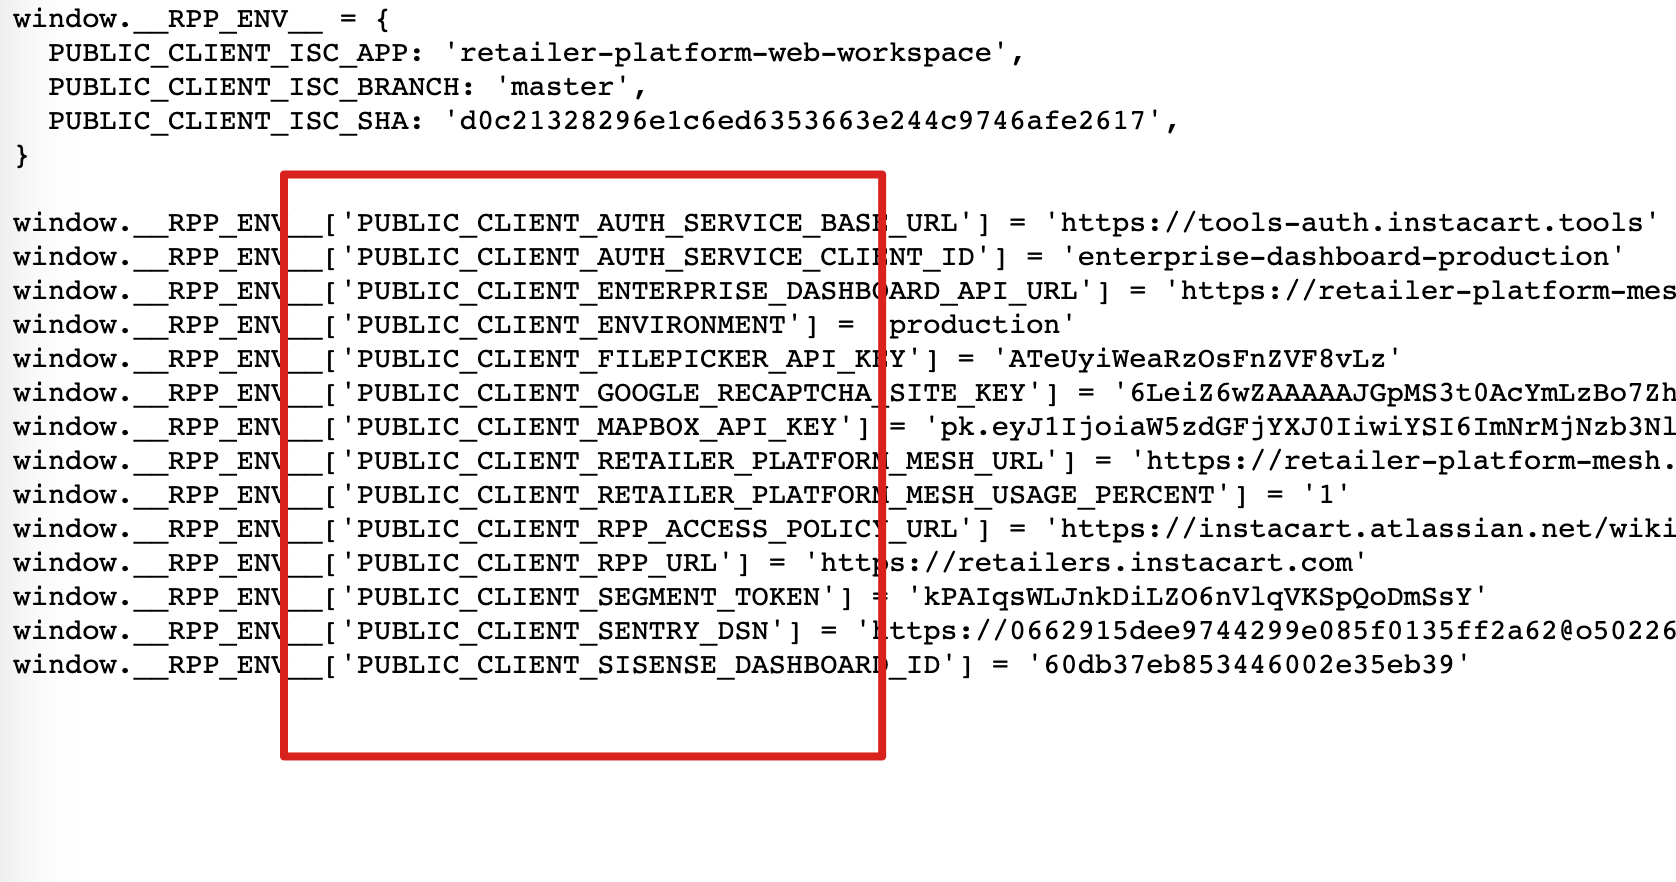 window.__RPP_ENV__ = {
  PUBLIC_CLIENT_ISC_APP: 'retailer-platform-web-workspace',
  PUBLIC_CLIENT_ISC_BRANCH: 'master',
  PUBLIC_CLIENT_ISC_SHA: 'd0c21328296e1c6ed6353663e244c9746afe2617',
}
window.__RPP_ENV__['PUBLIC_CLIENT_AUTH_SERVICE_BASE_URL'] = 'https://tools-auth.instacart.tools'
window.__RPP_ENV__['PUBLIC_CLIENT_AUTH_SERVICE_CLIENT_ID'] = 'enterprise-dashboard-production'
window.__RPP_ENV__['PUBLIC_CLIENT_ENTERPRISE_DASHBOARD_API_URL'] = 'https://retailer-platform-mes
window.__RPP_ENV__['PUBLIC_CLIENT_ENVIRONMENT'] = 'production'
window.__RPP_ENV__['PUBLIC_CLIENT_FILEPICKER_API_KEY'] = 'ATeUyiWeaRzOsFnZVF8vLz'
window.__RPP_ENV__['PUBLIC_CLIENT_GOOGLE_RECAPTCHA_SITE_KEY'] = '6LeiZ6wZAAAAAJGpMS3t0AcYmLzBo7Zh
window.__RPP_ENV__['PUBLIC_CLIENT_MAPBOX_API_KEY'] = 'pk.eyJ1IjoiaW5zdGFjYXJ0IiwiYSI6ImNrMjNzb3Nl
window.__RPP_ENV__['PUBLIC_CLIENT_RETAILER_PLATFORM_MESH_URL'] = 'https://retailer-platform-mesh.
window.__RPP_ENV__['PUBLIC_CLIENT_RETAILER_PLATFORM_MESH_USAGE_PERCENT'] = '1'
window.__RPP_ENV__['PUBLIC_CLIENT_RPP_ACCESS_POLICY_URL'] = 'https://instacart.atlassian.net/wiki
window.__RPP_ENV__['PUBLIC_CLIENT_RPP_URL'] = 'https://retailers.instacart.com'
window.__RPP_ENV__['PUBLIC_CLIENT_SEGMENT_TOKEN'] = 'kPAIqsWLJnkDiLZO6nVlqVKSpQoDmSsY'
window.__RPP_ENV__['PUBLIC_CLIENT_SENTRY_DSN'] = 'https://0662915dee9744299e085f0135ff2a62@o50226
window.__RPP_ENV__['PUBLIC_CLIENT_SISENSE_DASHBOARD_ID'] = '60db37eb853446002e35eb39'